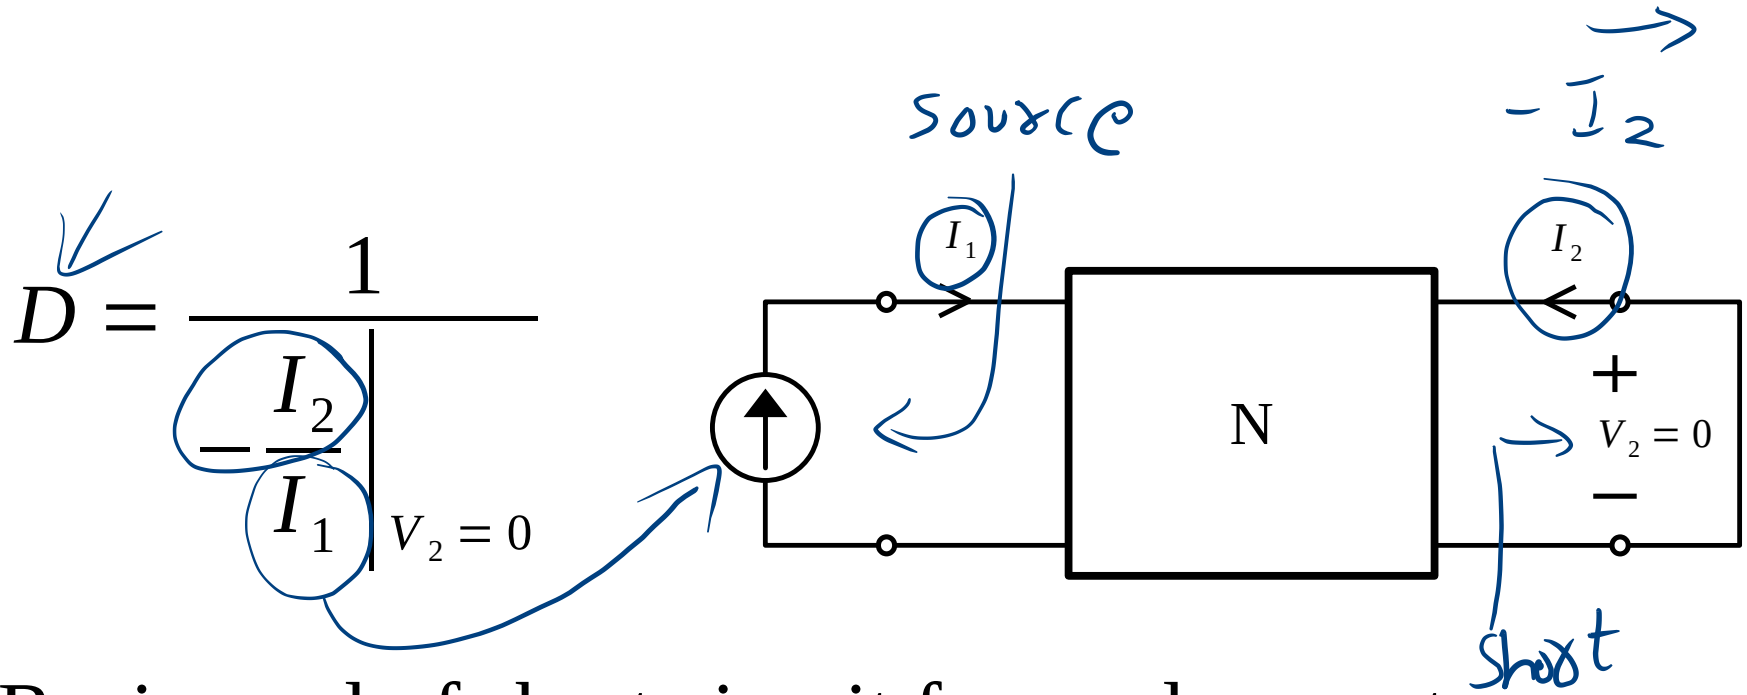 source
- I2
I1
I2
D = 1 / (- I2 / I1) | V2 = 0
N
+
V2 = 0
−
short